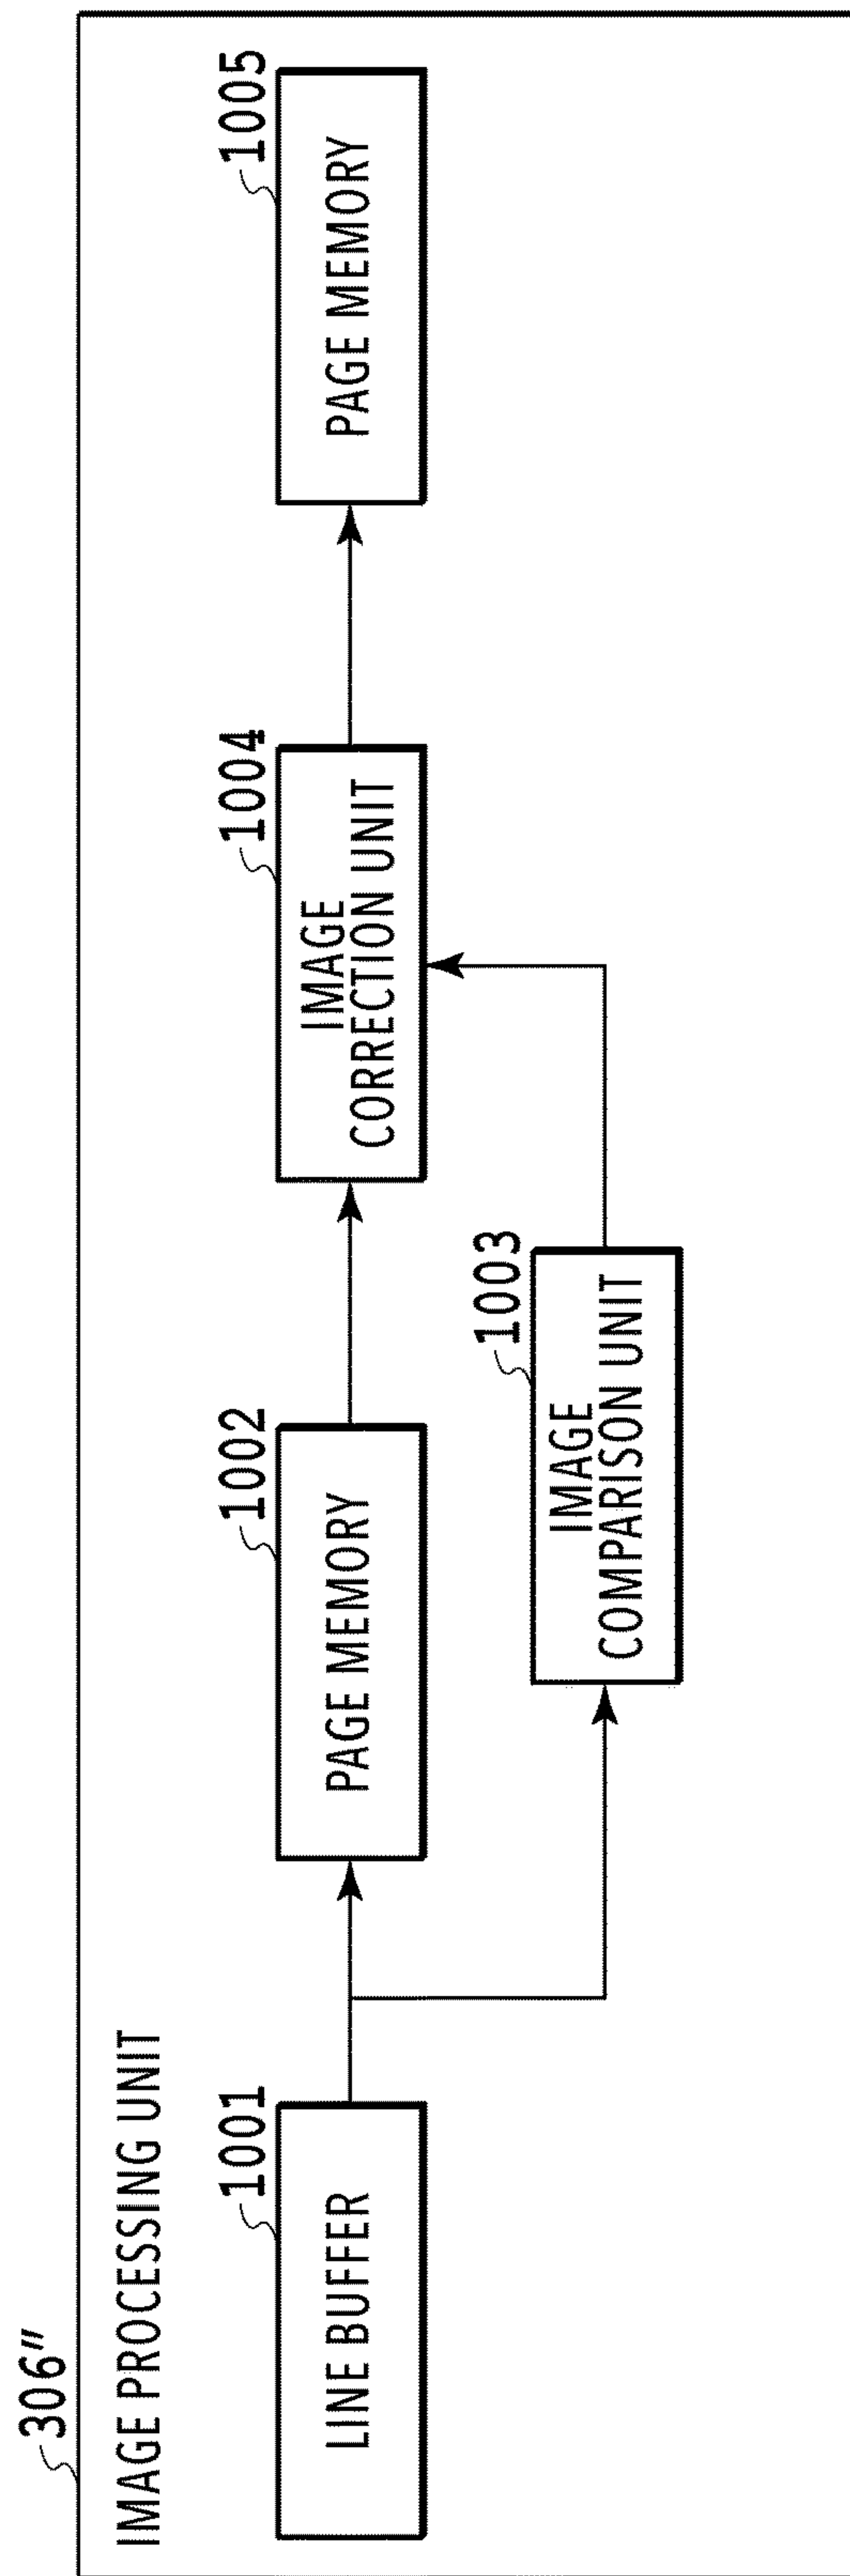 306″
IMAGE PROCESSING UNIT
1001
LINE BUFFER
1002
PAGE MEMORY
1003
IMAGE
COMPARISON UNIT
1004
IMAGE
CORRECTION UNIT
1005
PAGE MEMORY